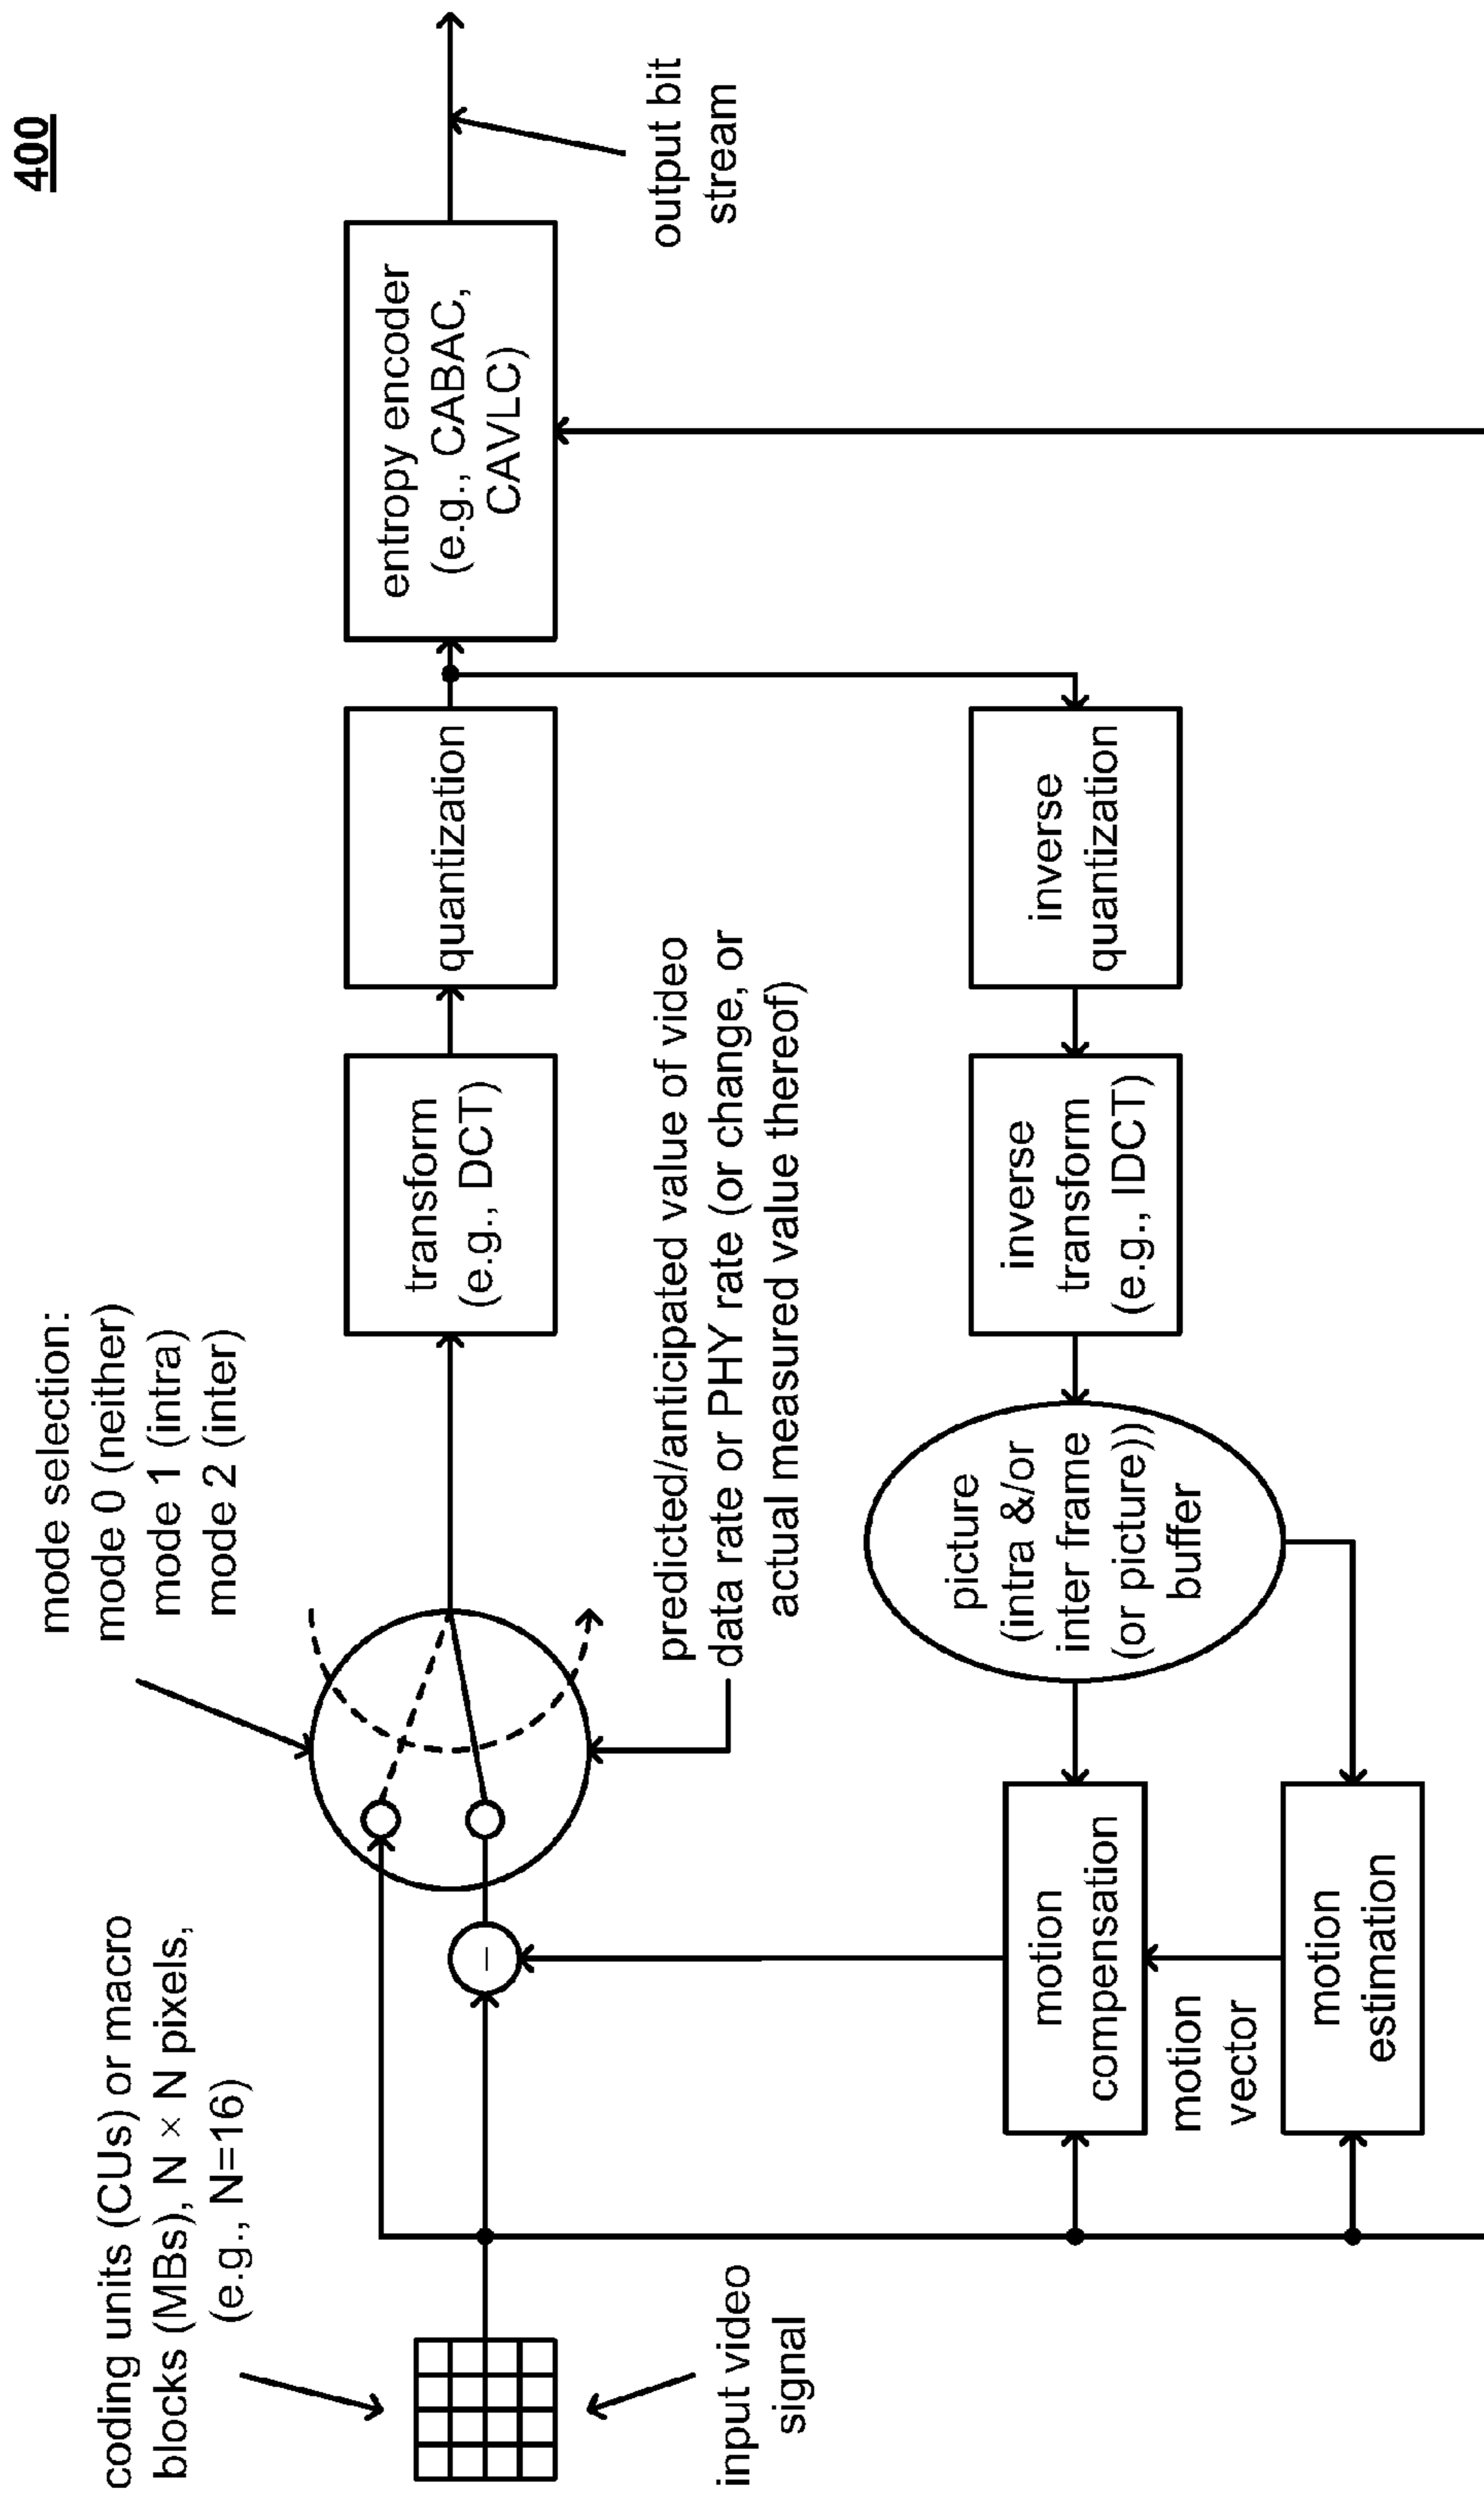 400
mode selection:
mode 0 (neither)
mode 1 (intra)
mode 2 (inter)
coding units (CUs) or macro
blocks (MBs), N × N pixels,
(e.g., N=16)
input video
signal
−
transform
(e.g., DCT)
quantization
entropy encoder
(e.g., CABAC,
CAVLC)
output bit
stream
predicted/anticipated value of video
data rate or PHY rate (or change, or
actual measured value thereof)
motion
compensation
motion
vector
motion
estimation
picture
(intra &/or
inter frame
(or picture))
buffer
inverse
transform
(e.g., IDCT)
inverse
quantization